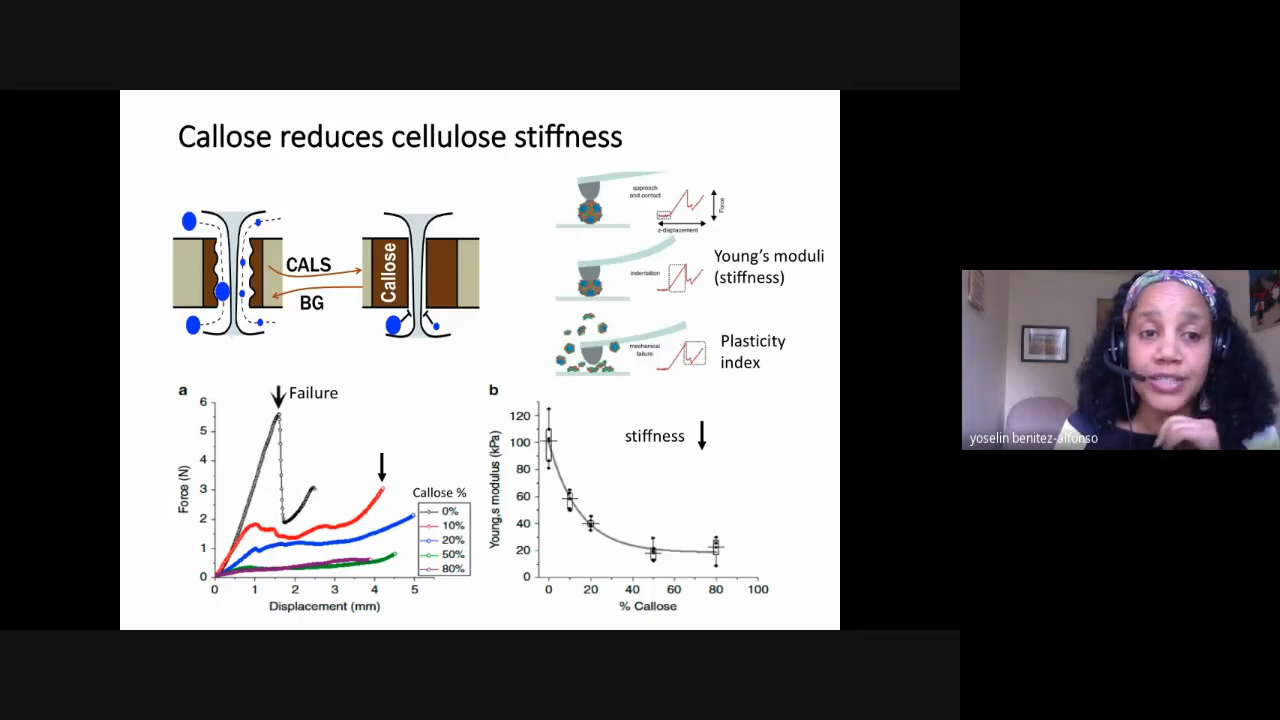 Callose reduces cellulose stiffness
CALS
BG
Callose
approach
and contact
Force
z-displacement
indentation
Young's moduli
(stiffness)
mechanical
failure
Plasticity
index
a
Failure
6
5
4
3
2
1
0
Force (N)
0 1 2 3 4 5
Displacement (mm)
Callose %
0%
10%
20%
50%
80%
b
stiffness
120
100
80
60
40
20
0
Young,s modulus (kPa)
0 20 40 60 80 100
% Callose
yoselin benitez-alfonso